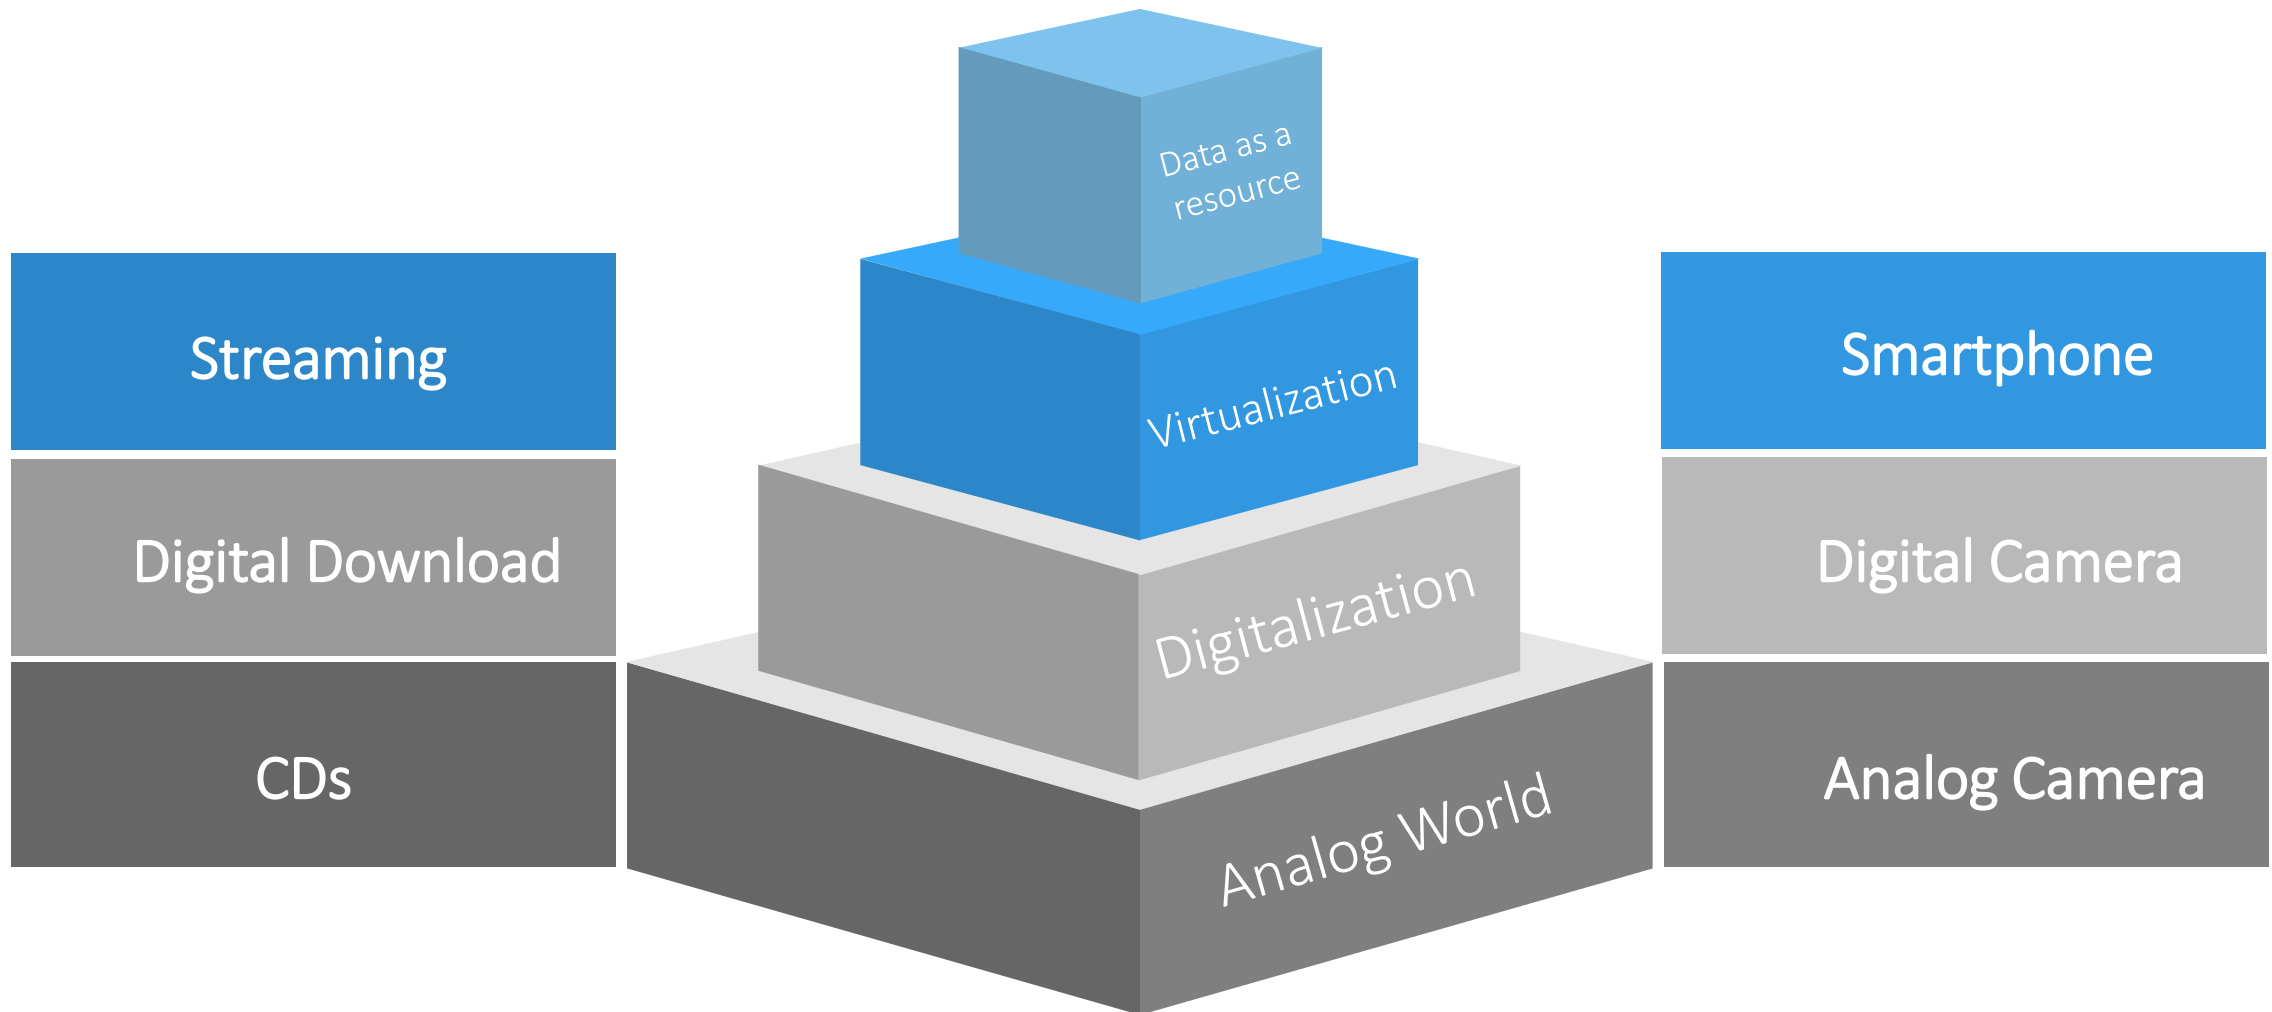 Data as a
resource
Streaming
Virtualization
Smartphone
Digital Download
Digitalization
Digital Camera
CDs
Analog World
Analog Camera